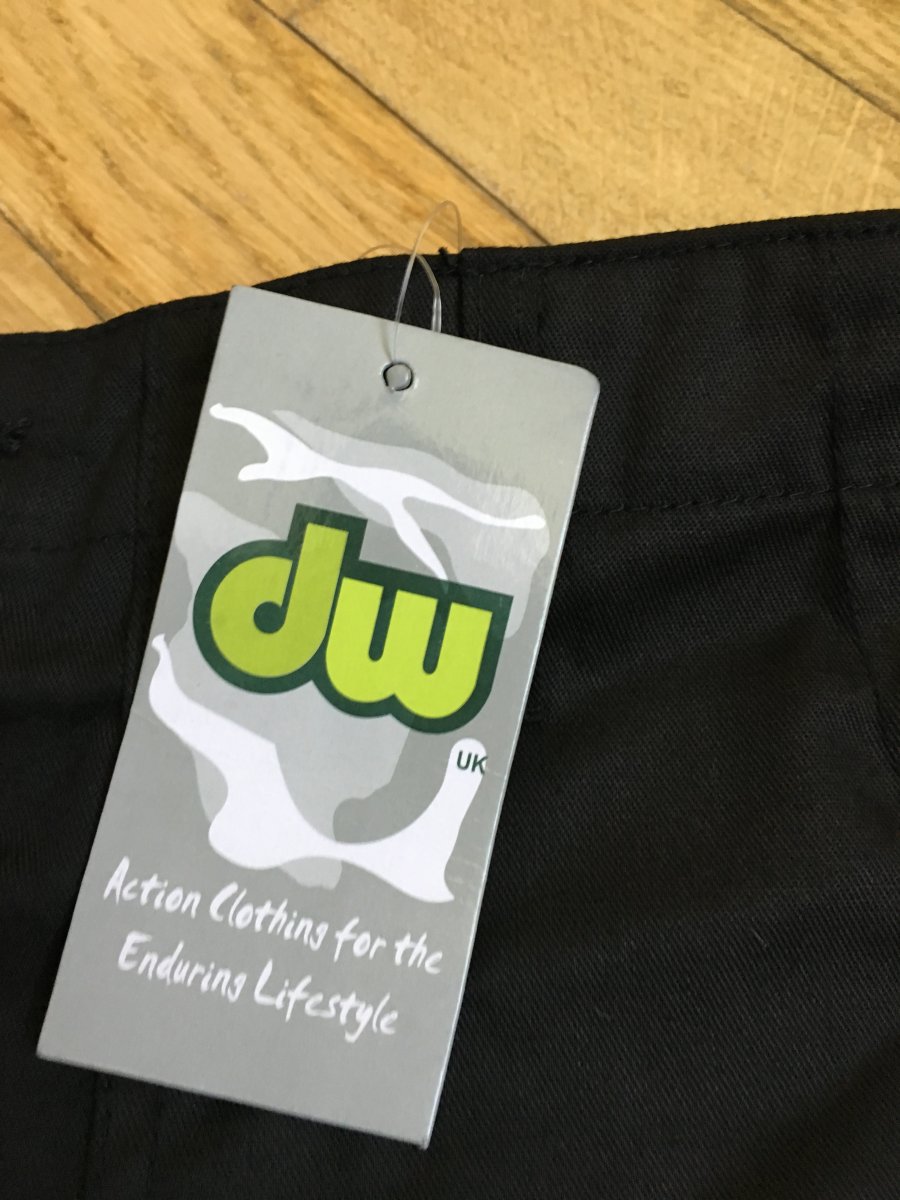 dw
UK
Action Clothing for the
Enduring Lifestyle